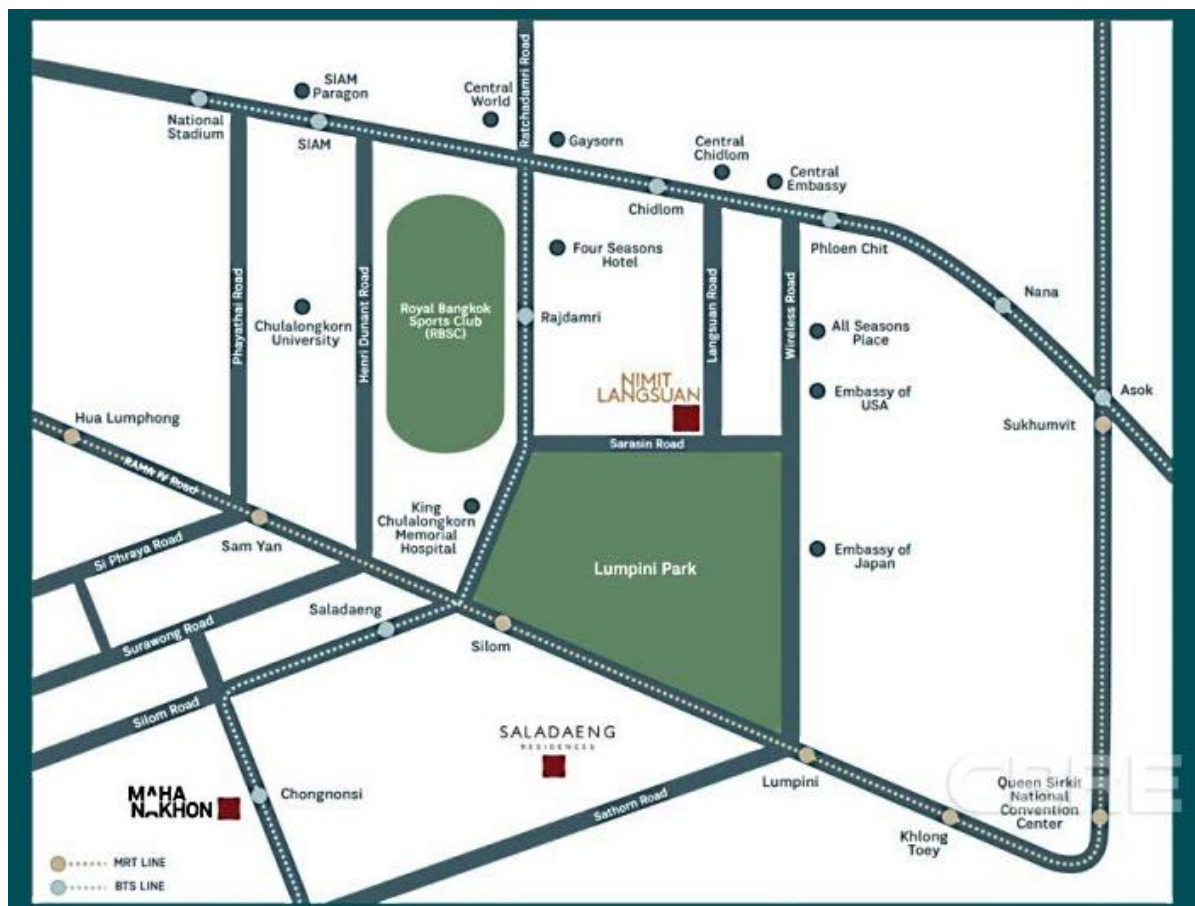 SIAM
Paragon
Central
World
Ratchadamri Road
National
Stadium
SIAM
Gaysorn
Central
Chidlom
Central
Embassy
Chidlom
Phloen Chit
Four Seasons
Hotel
Nana
Phayathai Road
Chulalongkorn
University
Henri Dunant Road
Royal Bangkok
Sports Club
(RBSC)
Rajdamri
Langsuan Road
Wireless Road
All Seasons
Place
NIMIT
LANGSUAN
Embassy of
USA
Asok
Sukhumvit
Hua Lumphong
RAMA IV Road
Sarasin Road
King
Chulalongkorn
Memorial
Hospital
Sam Yan
Si Phraya Road
Lumpini Park
Embassy of
Japan
Saladaeng
Surawong Road
Silom
Silom Road
SALADAENG
RESIDENCES
MAHA
NAKHON
Chongnonsi
Sathorn Road
Lumpini
Khlong
Toey
Queen Sirkit
National
Convention
Center
CBRE
MRT LINE
BTS LINE